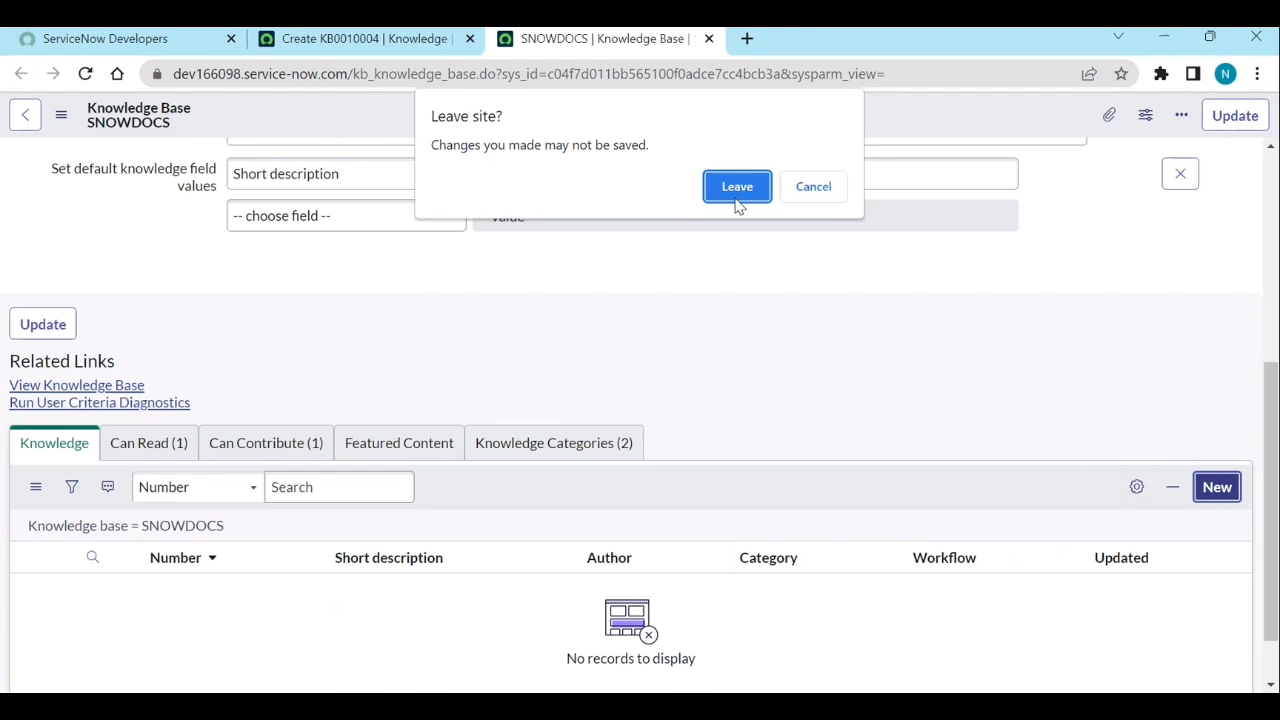 ServiceNow Developers
Create KB0010004 | Knowledge |
SNOWDOCS | Knowledge Base |
dev166098.service-now.com/kb_knowledge_base.do?sys_id=c04f7d011bb565100f0adce7cc4bcb3a&sysparm_view=
N
Knowledge Base
SNOWDOCS
Update
Leave site?
Changes you made may not be saved.
Leave
Cancel
Set default knowledge field
values
Short description
-- choose field --
value
Update
Related Links
View Knowledge Base
Run User Criteria Diagnostics
Knowledge
Can Read (1)
Can Contribute (1)
Featured Content
Knowledge Categories (2)
Number
Search
New
Knowledge base = SNOWDOCS
Number
Short description
Author
Category
Workflow
Updated
No records to display